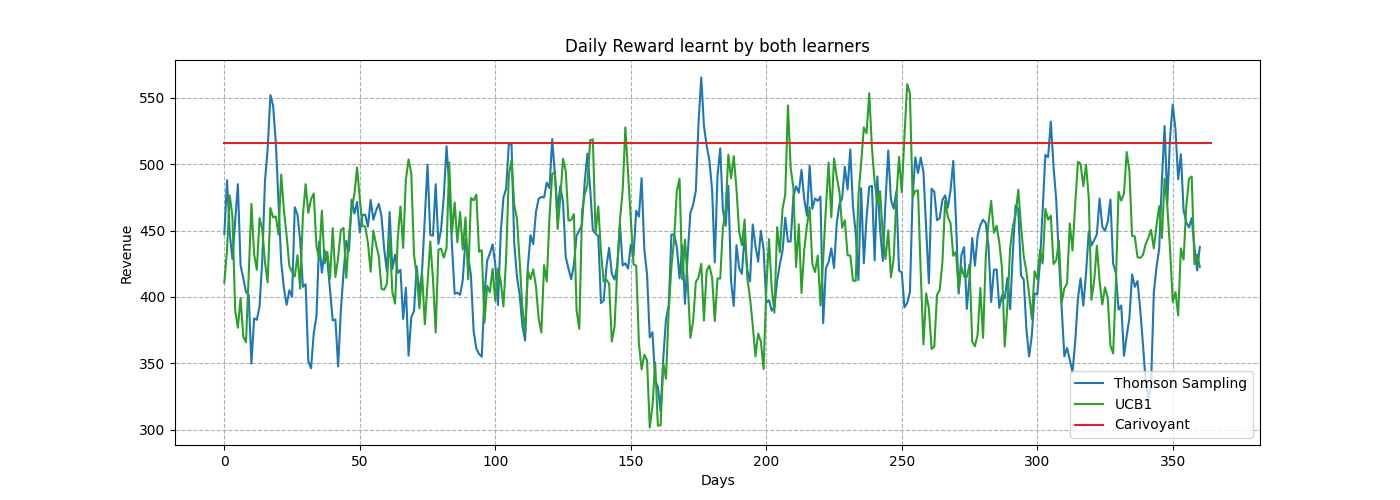 Daily Reward learnt by both learners
Revenue
550
500
450
400
350
300
0 50 100 150 200 250 300 350
Days
Thomson Sampling
UCB1
Carivoyant